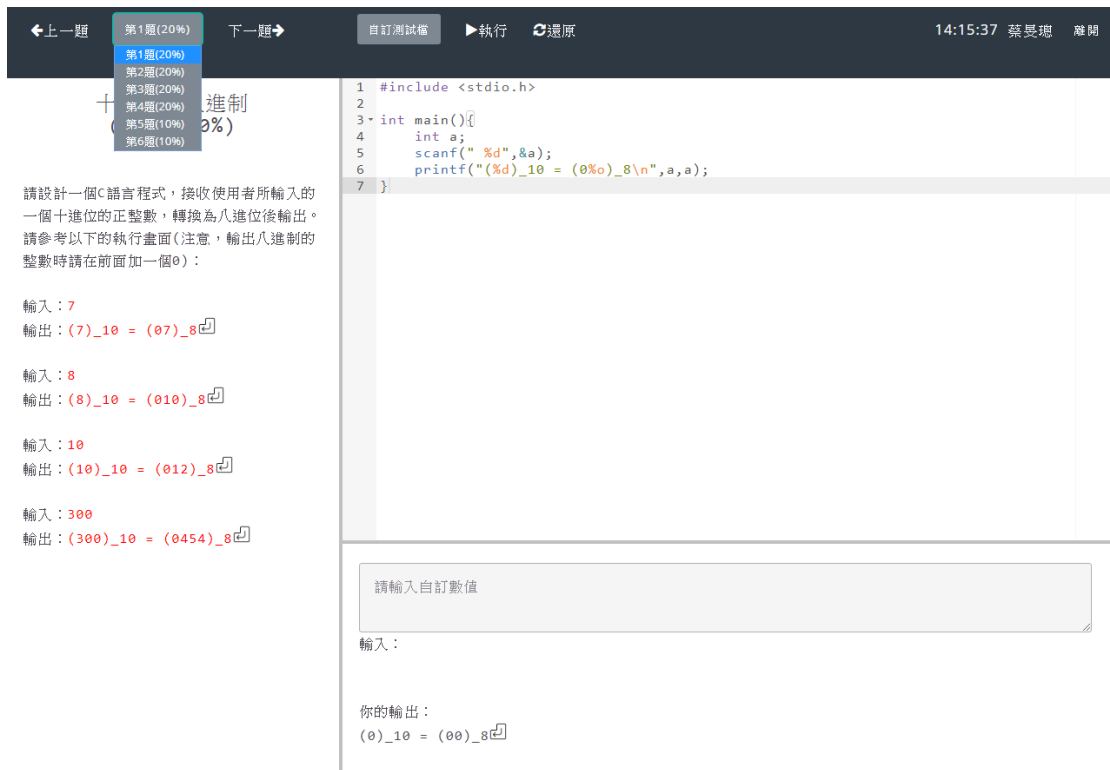 上一題 第1題(20%) 下一題 自訂測試檔 執行 還原 14:15:37 蔡旻璁 離開
第1題(20%)
第2題(20%)
第3題(20%)
第4題(20%)
第5題(10%)
第6題(10%)
十 進制
( 0%)
請設計一個C語言程式，接收使用者所輸入的
一個十進位的正整數，轉換為八進位後輸出。
請參考以下的執行畫面(注意，輸出八進制的
整數時請在前面加一個0)：
輸入：7
輸出：(7)_10 = (07)_8
輸入：8
輸出：(8)_10 = (010)_8
輸入：10
輸出：(10)_10 = (012)_8
輸入：300
輸出：(300)_10 = (0454)_8
1 #include <stdio.h>
2
3 int main(){
4 int a;
5 scanf(" %d",&a);
6 printf("(%d)_10 = (0%o)_8\n",a,a);
7 }
請輸入自訂數值
輸入：
你的輸出：
(0)_10 = (00)_8